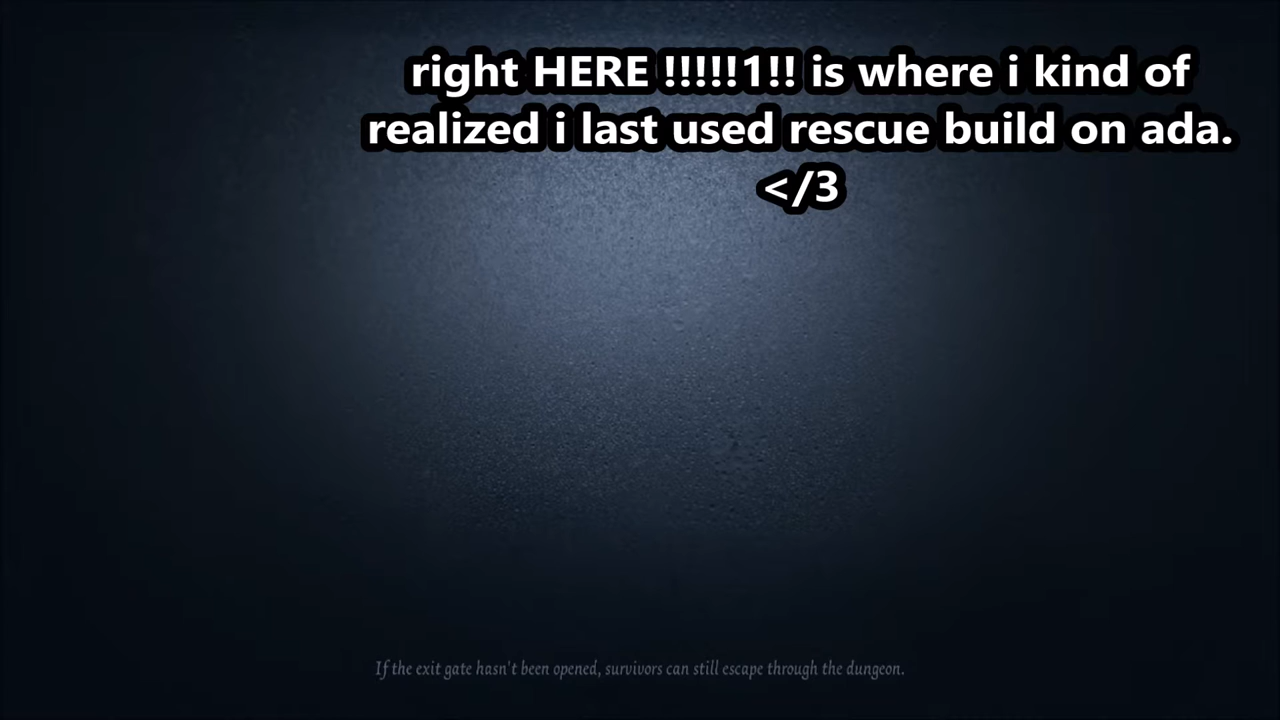 right HERE !!!!!1!! is where i kind of
realized i last used rescue build on ada.
</3
If the exit gate hasn't been opened, survivors can still escape through the dungeon.